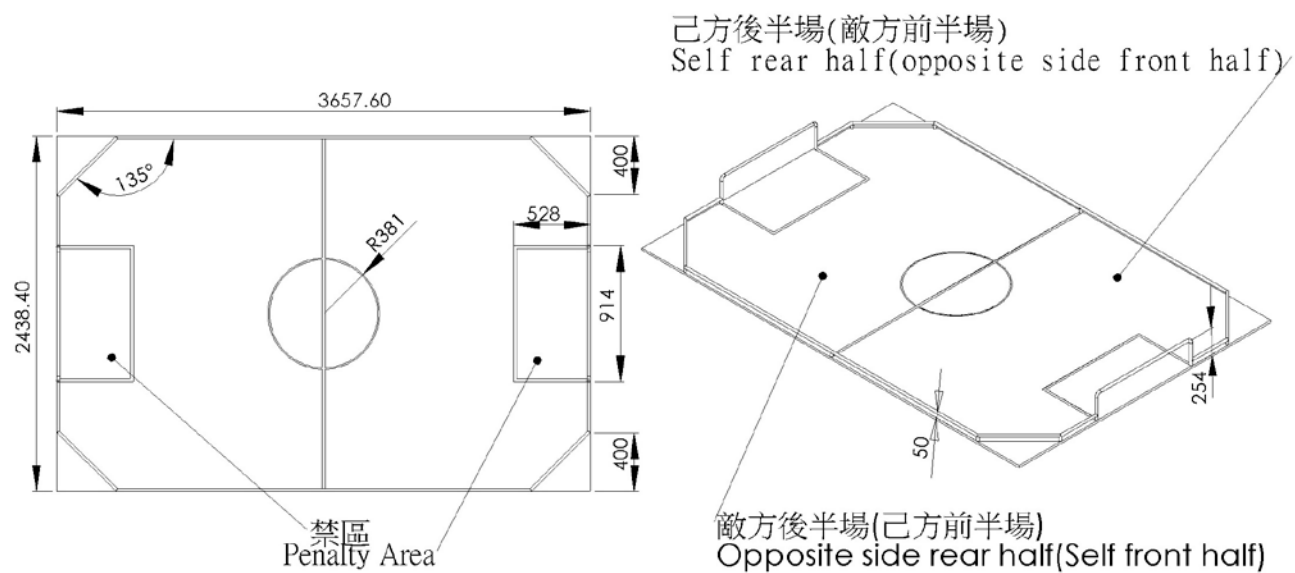 己方後半場(敵方前半場)
Self rear half(opposite side front half)
3657.60
135°
400
528
R381
914
2438.40
400
254
50
禁區
Penalty Area
敵方後半場(己方前半場)
Opposite side rear half(Self front half)